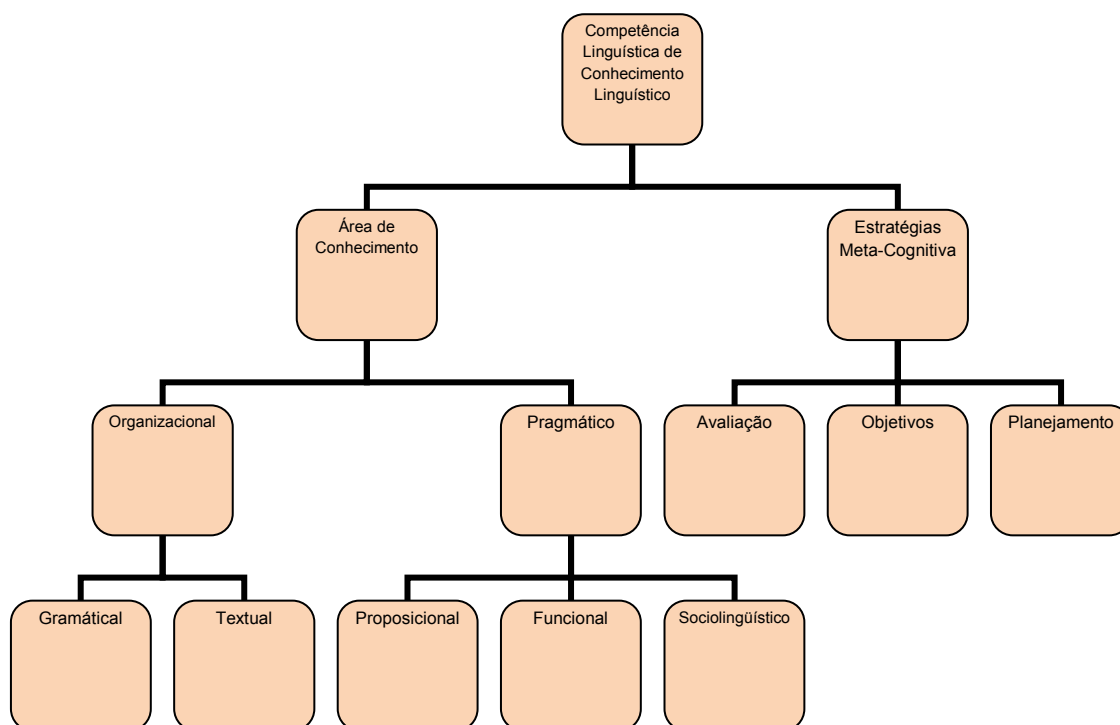 Competência
Linguística de
Conhecimento
Linguístico
Área de
Conhecimento
Estratégias
Meta-Cognitiva
Organizacional
Pragmático
Avaliação
Objetivos
Planejamento
Gramátical
Textual
Proposicional
Funcional
Sociolingüístico